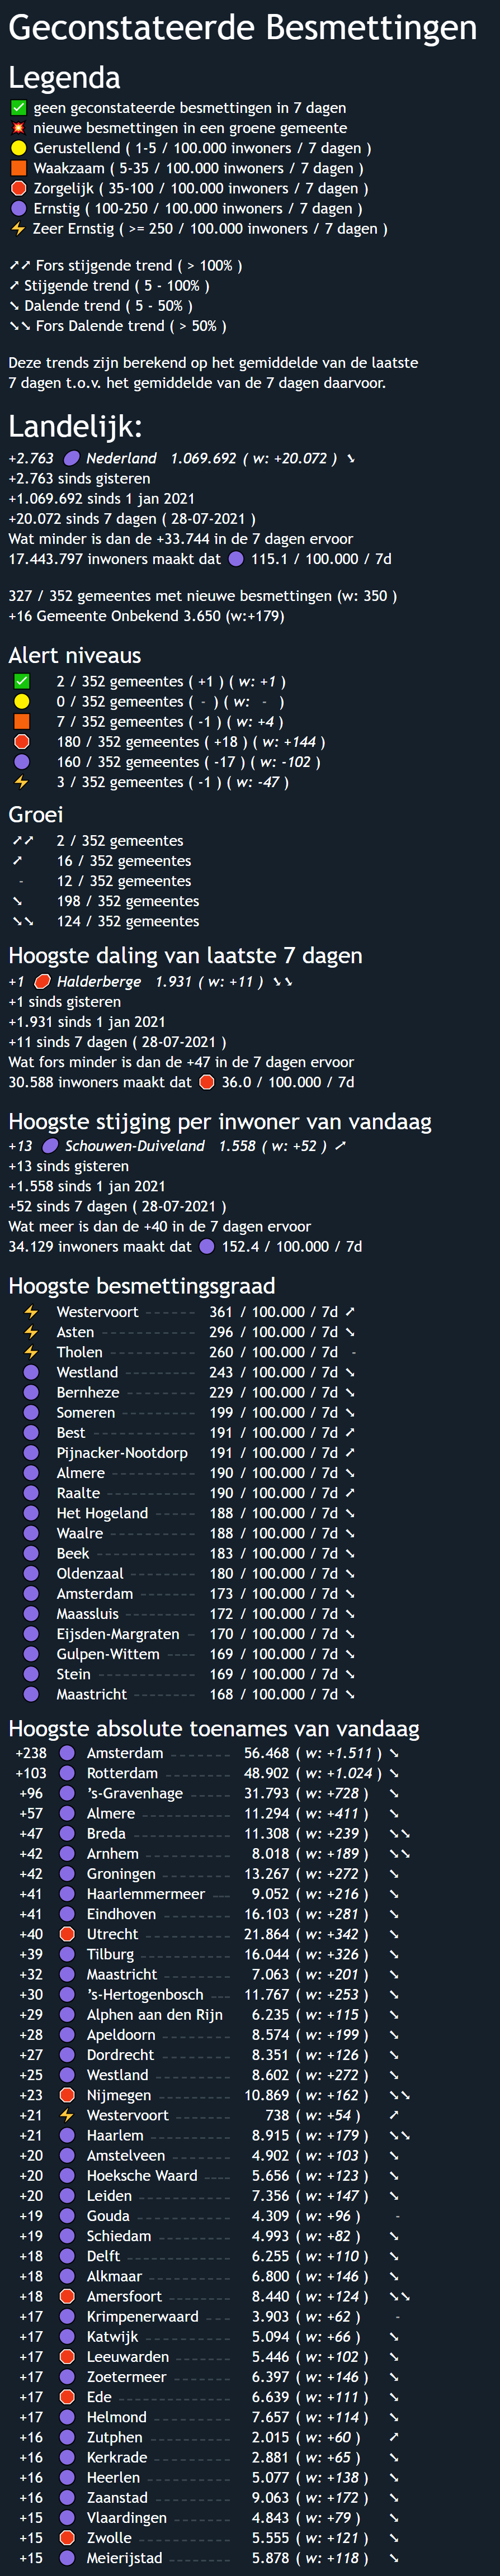 Geconstateerde Besmettingen
Legenda
geen geconstateerde besmettingen in 7 dagen
nieuwe besmettingen in een groene gemeente
Gerustellend ( 1-5 / 100.000 inwoners / 7 dagen )
Waakzaam ( 5-35 / 100.000 inwoners / 7 dagen )
Zorgelijk ( 35-100 / 100.000 inwoners / 7 dagen )
Ernstig ( 100-250 / 100.000 inwoners / 7 dagen )
Zeer Ernstig ( >= 250 / 100.000 inwoners / 7 dagen )
➚➚ Fors stijgende trend ( > 100% )
➚ Stijgende trend ( 5 - 100% )
➘ Dalende trend ( 5 - 50% )
➘➘ Fors Dalende trend ( > 50% )
Deze trends zijn berekend op het gemiddelde van de laatste
7 dagen t.o.v. het gemiddelde van de 7 dagen daarvoor.
Landelijk:
+2.763 Nederland 1.069.692 ( w: +20.072 ) ➘
+2.763 sinds gisteren
+1.069.692 sinds 1 jan 2021
+20.072 sinds 7 dagen ( 28-07-2021 )
Wat minder is dan de +33.744 in de 7 dagen ervoor
17.443.797 inwoners maakt dat 115.1 / 100.000 / 7d
327 / 352 gemeentes met nieuwe besmettingen (w: 350 )
+16 Gemeente Onbekend 3.650 (w:+179)
Alert niveaus
2 / 352 gemeentes ( +1 ) ( w: +1 )
0 / 352 gemeentes ( - ) ( w: - )
7 / 352 gemeentes ( -1 ) ( w: +4 )
180 / 352 gemeentes ( +18 ) ( w: +144 )
160 / 352 gemeentes ( -17 ) ( w: -102 )
3 / 352 gemeentes ( -1 ) ( w: -47 )
Groei
➚➚ 2 / 352 gemeentes
➚ 16 / 352 gemeentes
- 12 / 352 gemeentes
➘ 198 / 352 gemeentes
➘➘ 124 / 352 gemeentes
Hoogste daling van laatste 7 dagen
+1 Halderberge 1.931 ( w: +11 ) ➘➘
+1 sinds gisteren
+1.931 sinds 1 jan 2021
+11 sinds 7 dagen ( 28-07-2021 )
Wat fors minder is dan de +47 in de 7 dagen ervoor
30.588 inwoners maakt dat 36.0 / 100.000 / 7d
Hoogste stijging per inwoner van vandaag
+13 Schouwen-Duiveland 1.558 ( w: +52 ) ➚
+13 sinds gisteren
+1.558 sinds 1 jan 2021
+52 sinds 7 dagen ( 28-07-2021 )
Wat meer is dan de +40 in de 7 dagen ervoor
34.129 inwoners maakt dat 152.4 / 100.000 / 7d
Hoogste besmettingsgraad
Westervoort 361 / 100.000 / 7d ➚
Asten 296 / 100.000 / 7d ➘
Tholen 260 / 100.000 / 7d -
Westland 243 / 100.000 / 7d ➘
Bernheze 229 / 100.000 / 7d ➘
Someren 199 / 100.000 / 7d ➘
Best 191 / 100.000 / 7d ➚
Pijnacker-Nootdorp 191 / 100.000 / 7d ➚
Almere 190 / 100.000 / 7d ➘
Raalte 190 / 100.000 / 7d ➚
Het Hogeland 188 / 100.000 / 7d ➘
Waalre 188 / 100.000 / 7d ➘
Beek 183 / 100.000 / 7d ➘
Oldenzaal 180 / 100.000 / 7d ➘
Amsterdam 173 / 100.000 / 7d ➘
Maassluis 172 / 100.000 / 7d ➘
Eijsden-Margraten 170 / 100.000 / 7d ➘
Gulpen-Wittem 169 / 100.000 / 7d ➘
Stein 169 / 100.000 / 7d ➘
Maastricht 168 / 100.000 / 7d ➘
Hoogste absolute toenames van vandaag
+238 Amsterdam 56.468 ( w: +1.511 ) ➘
+103 Rotterdam 48.902 ( w: +1.024 ) ➘
+96 ’s-Gravenhage 31.793 ( w: +728 ) ➘
+57 Almere 11.294 ( w: +411 ) ➘
+47 Breda 11.308 ( w: +239 ) ➘➘
+42 Arnhem 8.018 ( w: +189 ) ➘➘
+42 Groningen 13.267 ( w: +272 ) ➘
+41 Haarlemmermeer 9.052 ( w: +216 ) ➘
+41 Eindhoven 16.103 ( w: +281 ) ➘
+40 Utrecht 21.864 ( w: +342 ) ➘
+39 Tilburg 16.044 ( w: +326 ) ➘
+32 Maastricht 7.063 ( w: +201 ) ➘
+30 ’s-Hertogenbosch 11.767 ( w: +253 ) ➘
+29 Alphen aan den Rijn 6.235 ( w: +115 ) ➘
+28 Apeldoorn 8.574 ( w: +199 ) ➘
+27 Dordrecht 8.351 ( w: +126 ) ➘
+25 Westland 8.602 ( w: +272 ) ➘
+23 Nijmegen 10.869 ( w: +162 ) ➘➘
+21 Westervoort 738 ( w: +54 ) ➚
+21 Haarlem 8.915 ( w: +179 ) ➘➘
+20 Amstelveen 4.902 ( w: +103 ) ➘
+20 Hoeksche Waard 5.656 ( w: +123 ) ➘
+20 Leiden 7.356 ( w: +147 ) ➘
+19 Gouda 4.309 ( w: +96 ) -
+19 Schiedam 4.993 ( w: +82 ) ➘
+18 Delft 6.255 ( w: +110 ) ➘
+18 Alkmaar 6.800 ( w: +146 ) ➘
+18 Amersfoort 8.440 ( w: +124 ) ➘➘
+17 Krimpenerwaard 3.903 ( w: +62 ) -
+17 Katwijk 5.094 ( w: +66 ) ➘
+17 Leeuwarden 5.446 ( w: +102 ) ➘
+17 Zoetermeer 6.397 ( w: +146 ) ➘
+17 Ede 6.639 ( w: +111 ) ➘
+17 Helmond 7.657 ( w: +114 ) ➘
+16 Zutphen 2.015 ( w: +60 ) ➚
+16 Kerkrade 2.881 ( w: +65 ) ➘
+16 Heerlen 5.077 ( w: +138 ) ➘
+16 Zaanstad 9.063 ( w: +172 ) ➘
+15 Vlaardingen 4.843 ( w: +79 ) ➘
+15 Zwolle 5.555 ( w: +121 ) ➘
+15 Meierijstad 5.878 ( w: +118 ) ➘